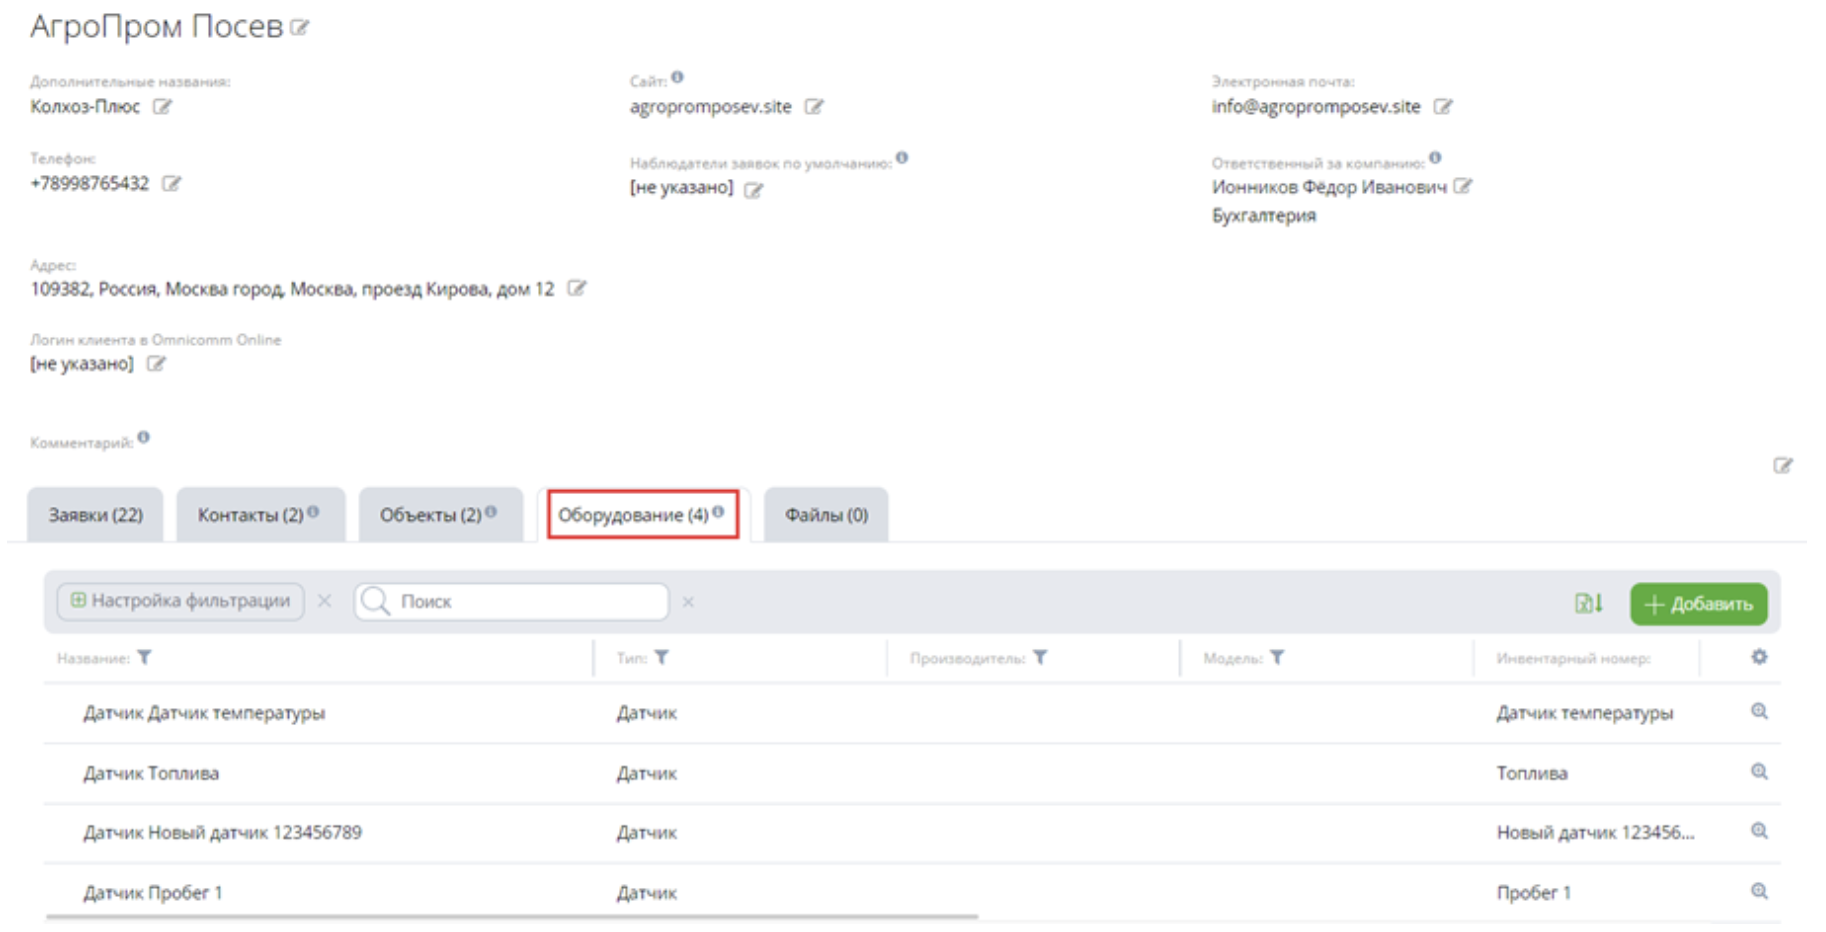 АгроПром Посев
Дополнительные названия: Сайт: Электронная почта:
Колхоз-Плюс agropromposev.site info@agropromposev.site
Телефон: Наблюдатели заявок по умолчанию: Ответственный за компанию:
+78998765432 [не указано] Ионников Фёдор Иванович
Бухгалтерия
Адрес:
109382, Россия, Москва город, Москва, проезд Кирова, дом 12
Логин клиента в Omnicomm Online
[не указано]
Комментарий:
Заявки (22) Контакты (2) Объекты (2) Оборудование (4) Файлы (0)
Настройка фильтрации Поиск Добавить
Название: Тип: Производитель: Модель: Инвентарный номер:
Датчик Датчик температуры Датчик Датчик температуры
Датчик Топлива Датчик Топлива
Датчик Новый датчик 123456789 Датчик Новый датчик 123456...
Датчик Пробег 1 Датчик Пробег 1